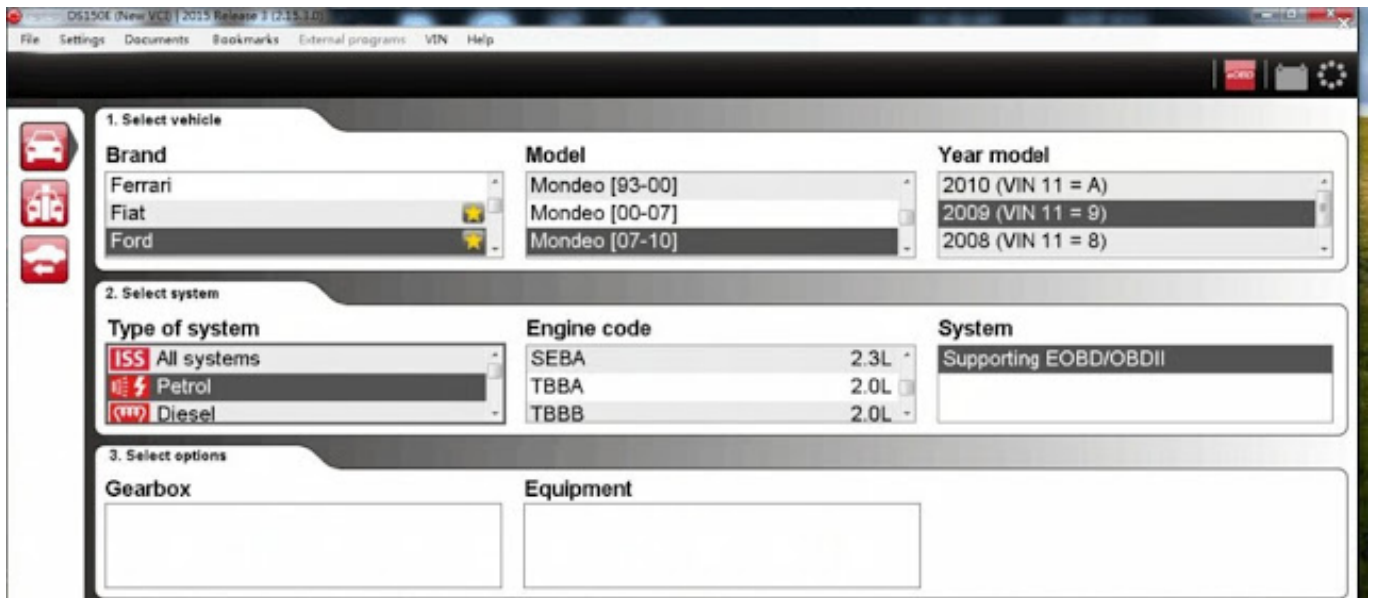 DS150E (New VCI) | 2015 Release 3 (2.15.3.0)
File Settings Documents Bookmarks External programs VIN Help
1. Select vehicle
Brand Model Year model
Ferrari Mondeo [93-00] 2010 (VIN 11 = A)
Fiat Mondeo [00-07] 2009 (VIN 11 = 9)
Ford Mondeo [07-10] 2008 (VIN 11 = 8)
2. Select system
Type of system Engine code System
ISS All systems SEBA 2.3L Supporting EOBD/OBDII
Petrol TBBA 2.0L
Diesel TBBB 2.0L
3. Select options
Gearbox Equipment